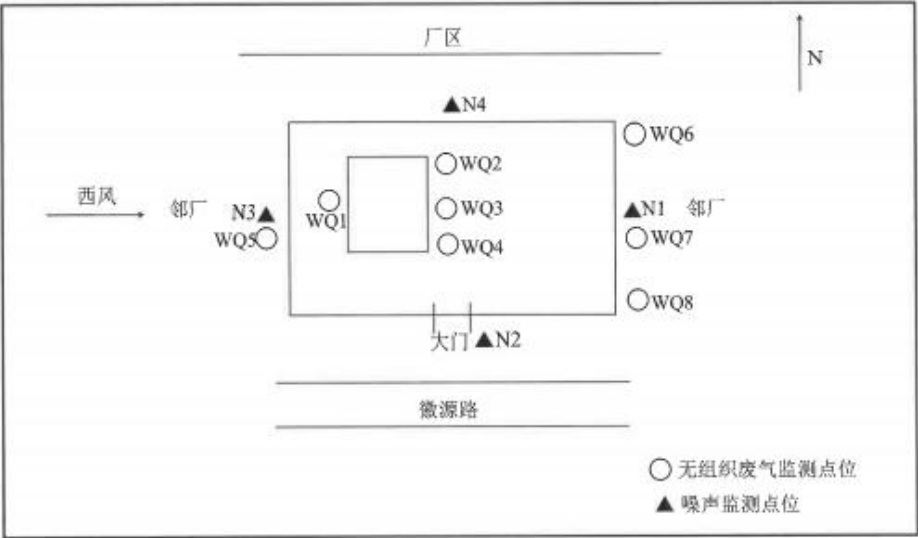 厂区
N
N4
WQ6
WQ2
西风
邻厂
N3
WQ1
WQ3
N1
邻厂
WQ5
WQ4
WQ7
WQ8
大门
N2
徽源路
无组织废气监测点位
噪声监测点位